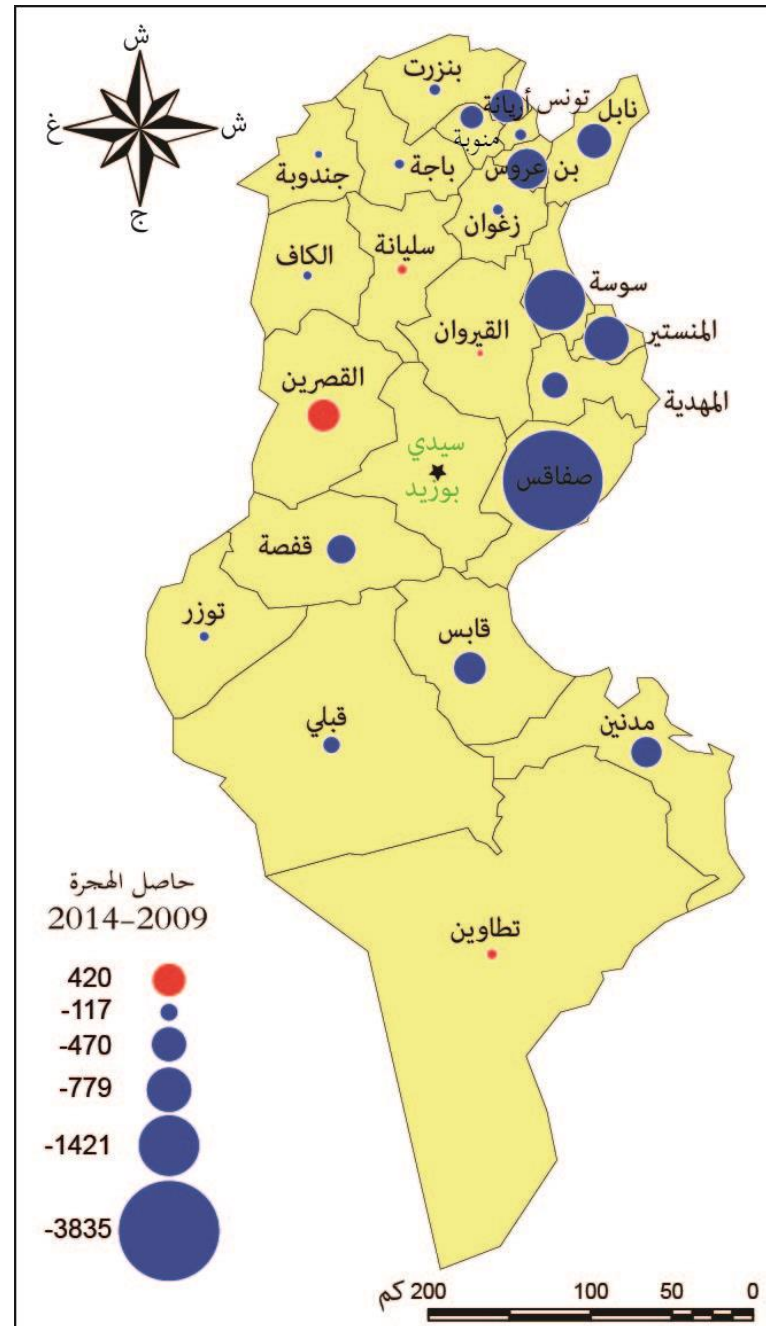 ش
غ
ش
ج
بنزرت
تونس
أريانة
نابل
منوبة
جندوبة
باجة
بن عروس
زغوان
الكاف
سليانة
سوسة
القيروان
المنستير
القصرين
المهدية
سيدي
بوزيد
صفاقس
قفصة
توزر
قابس
قبلي
مدنين
تطاوين
حاصل الهجرة
2009-2014
420
-117
-470
-779
-1421
-3835
200 كم
100
50
0